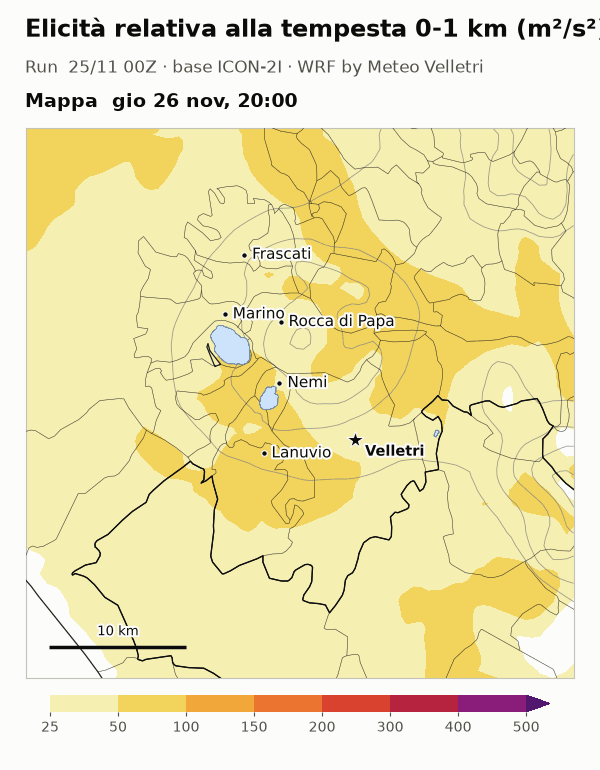 Elicità relativa alla tempesta 0-1 km (m²/s²)
Run  25/11 00Z · base ICON-2I · WRF by Meteo Velletri
Mappa  gio 26 nov, 20:00
Frascati
Marino
Rocca di Papa
Nemi
Velletri
Lanuvio
10 km
25 50 100 150 200 300 400 500